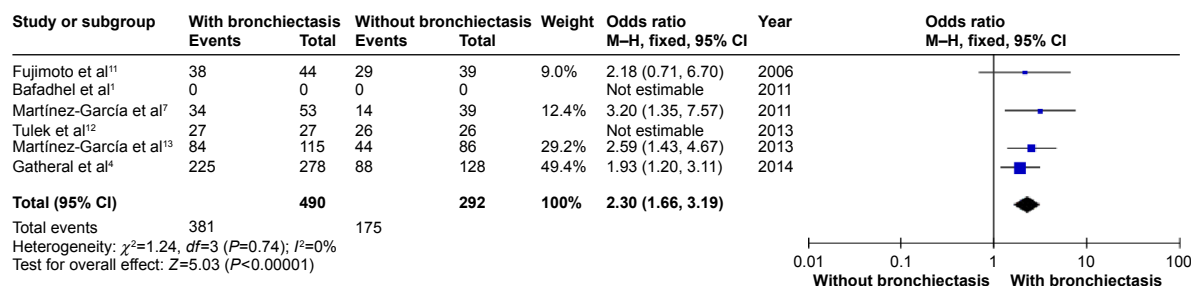 Study or subgroup With bronchiectasis Without bronchiectasis Weight Odds ratio Year Odds ratio
Events Total Events Total M–H, fixed, 95% CI M–H, fixed, 95% CI
Fujimoto et al¹¹ 38 44 29 39 9.0% 2.18 (0.71, 6.70) 2006
Bafadhel et al¹ 0 0 0 0 Not estimable 2011
Martínez-García et al⁷ 34 53 14 39 12.4% 3.20 (1.35, 7.57) 2011
Tulek et al¹² 27 27 26 26 Not estimable 2013
Martínez-García et al¹³ 84 115 44 86 29.2% 2.59 (1.43, 4.67) 2013
Gatheral et al⁴ 225 278 88 128 49.4% 1.93 (1.20, 3.11) 2014
Total (95% CI) 490 292 100% 2.30 (1.66, 3.19)
Total events 381 175
Heterogeneity: χ²=1.24, df=3 (P=0.74); I²=0%
Test for overall effect: Z=5.03 (P<0.00001)
0.01 0.1 1 10 100
Without bronchiectasis With bronchiectasis